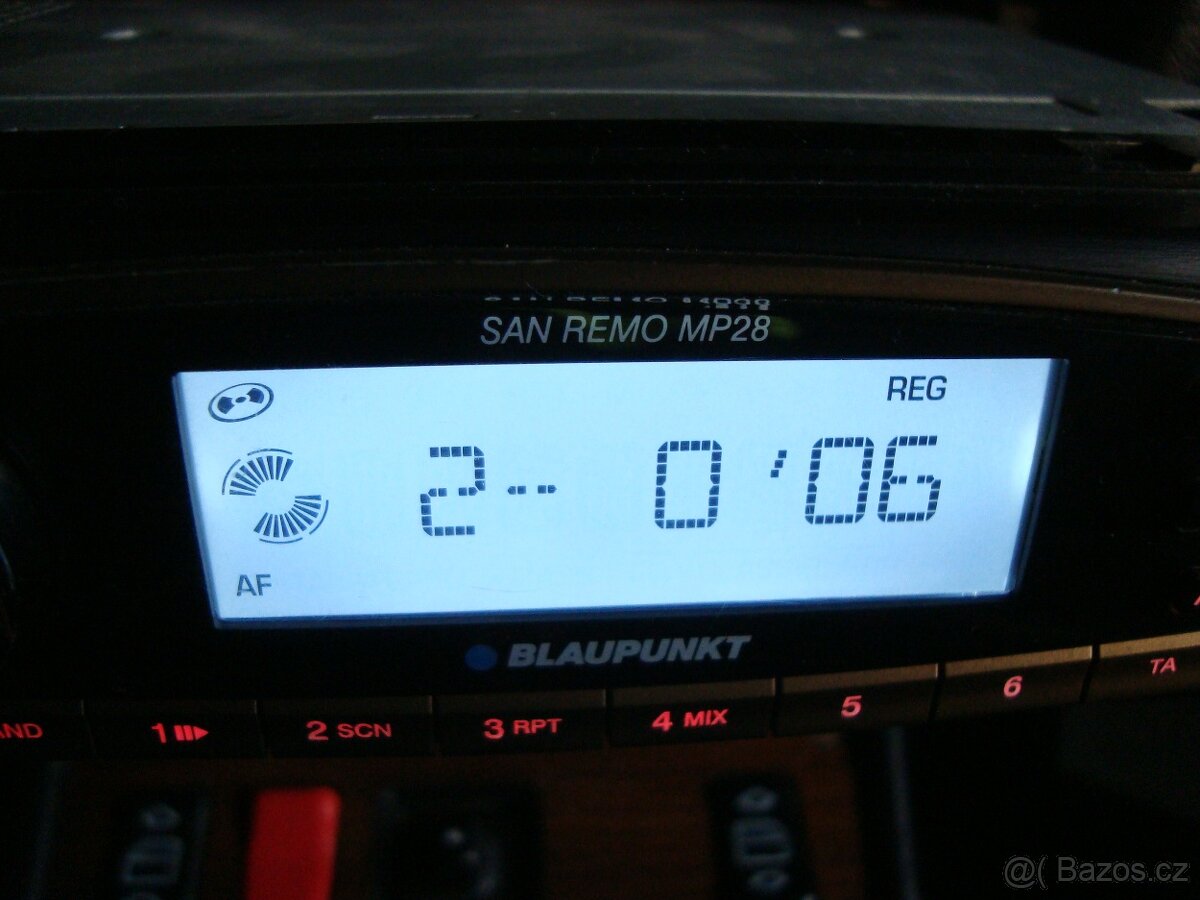 SAN REMO MP28
REG
2-- 0'06
AF
BLAUPUNKT
AND 1 2 SCN 3 RPT 4 MIX 5 6 TA
@( Bazos.cz